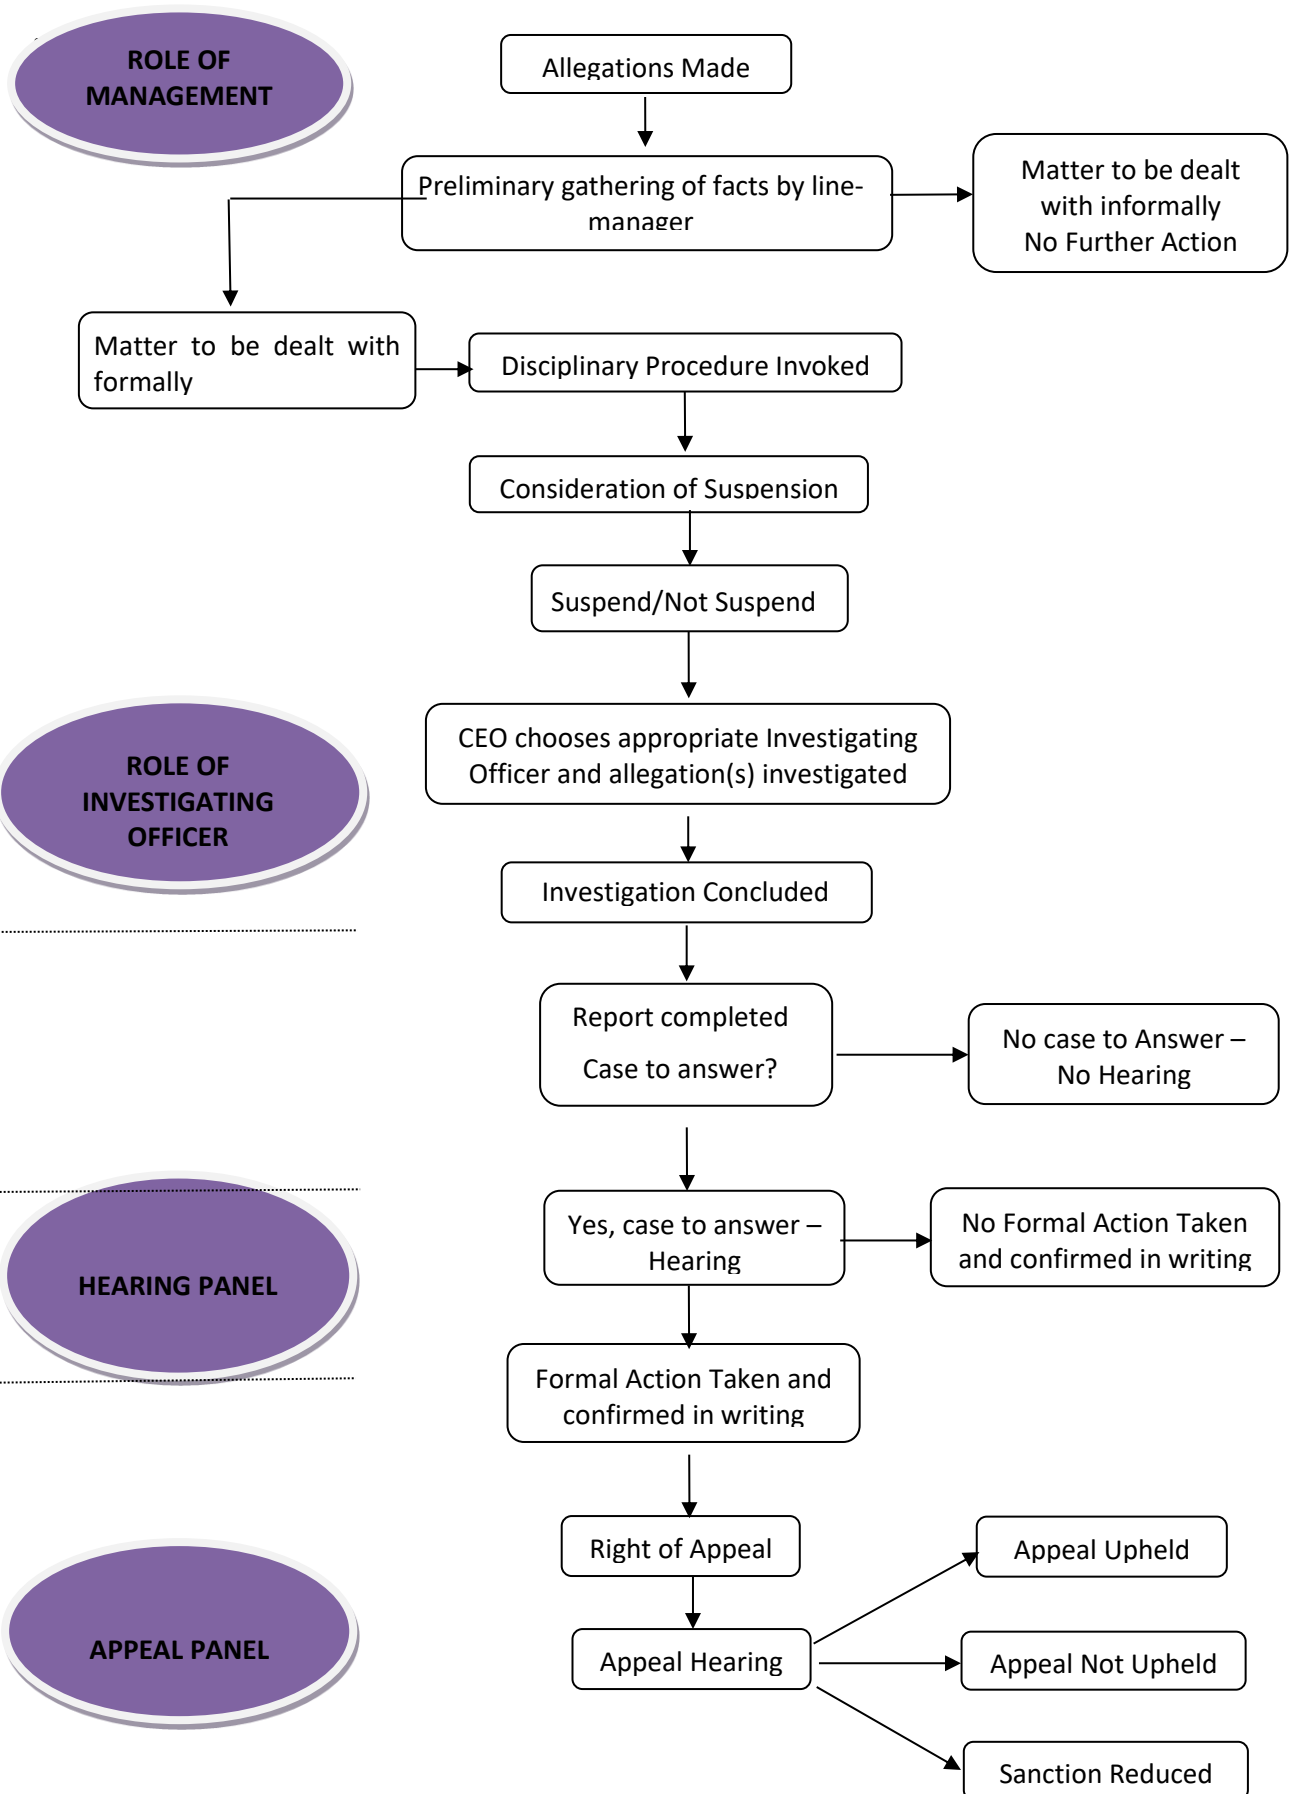 ROLE OF
MANAGEMENT
Allegations Made
Preliminary gathering of facts by line-
manager
Matter to be dealt
with informally
No Further Action
Matter to be dealt with
formally
Disciplinary Procedure Invoked
Consideration of Suspension
Suspend/Not Suspend
ROLE OF
INVESTIGATING
OFFICER
CEO chooses appropriate Investigating
Officer and allegation(s) investigated
Investigation Concluded
Report completed
Case to answer?
No case to Answer –
No Hearing
HEARING PANEL
Yes, case to answer –
Hearing
No Formal Action Taken
and confirmed in writing
Formal Action Taken and
confirmed in writing
Right of Appeal
Appeal Upheld
APPEAL PANEL
Appeal Hearing
Appeal Not Upheld
Sanction Reduced